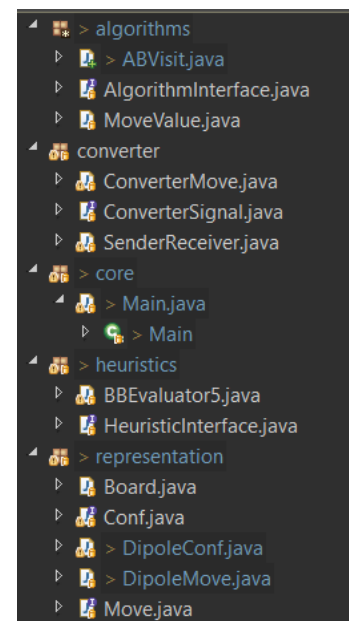 > algorithms
> ABVisit.java
AlgorithmInterface.java
MoveValue.java
converter
ConverterMove.java
ConverterSignal.java
SenderReceiver.java
> core
> Main.java
> Main
> heuristics
BBEvaluator5.java
HeuristicInterface.java
> representation
Board.java
Conf.java
> DipoleConf.java
> DipoleMove.java
Move.java